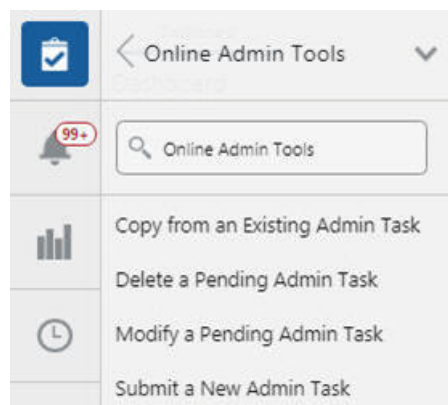 Online Admin Tools
99+
Online Admin Tools
Copy from an Existing Admin Task
Delete a Pending Admin Task
Modify a Pending Admin Task
Submit a New Admin Task